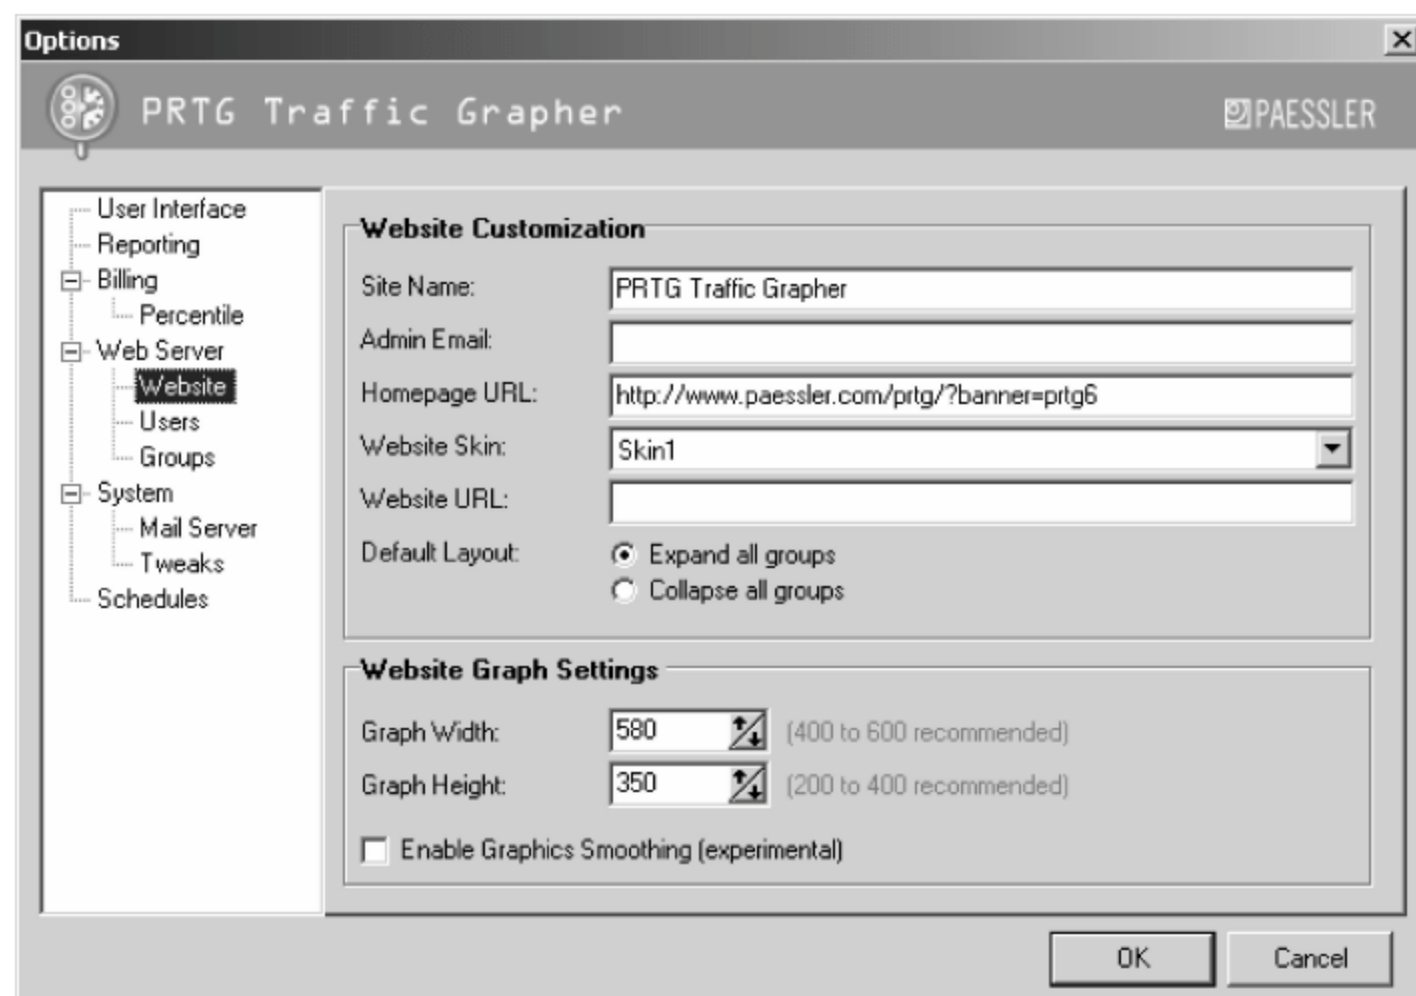 Options
PRTG Traffic Grapher
PAESSLER
User Interface
Reporting
Billing
Percentile
Web Server
Website
Users
Groups
System
Mail Server
Tweaks
Schedules
Website Customization
Site Name: PRTG Traffic Grapher
Admin Email:
Homepage URL: http://www.paessler.com/prtg/?banner=prtg6
Website Skin: Skin1
Website URL:
Default Layout: Expand all groups
Collapse all groups
Website Graph Settings
Graph Width: 580 (400 to 600 recommended)
Graph Height: 350 (200 to 400 recommended)
Enable Graphics Smoothing (experimental)
OK Cancel